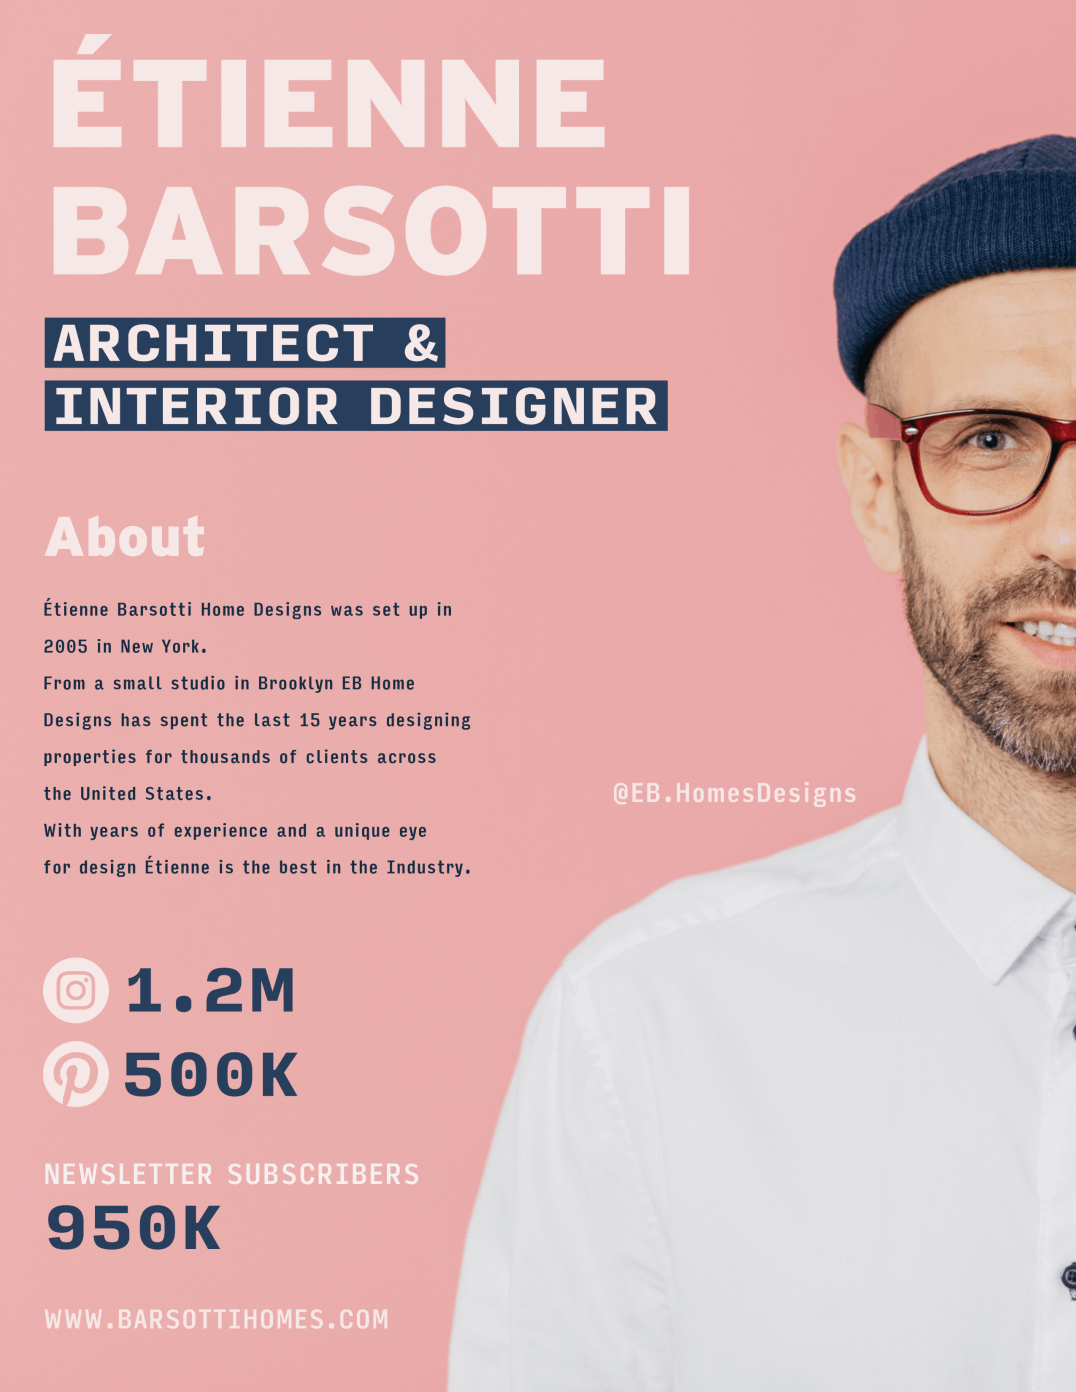 ÉTIENNE
BARSOTTI
ARCHITECT &
INTERIOR DESIGNER
About
Étienne Barsotti Home Designs was set up in
2005 in New York.
From a small studio in Brooklyn EB Home
Designs has spent the last 15 years designing
properties for thousands of clients across
the United States.
With years of experience and a unique eye
for design Étienne is the best in the Industry.
@EB.HomesDesigns
1.2M
500K
NEWSLETTER SUBSCRIBERS
950K
WWW.BARSOTTIHOMES.COM